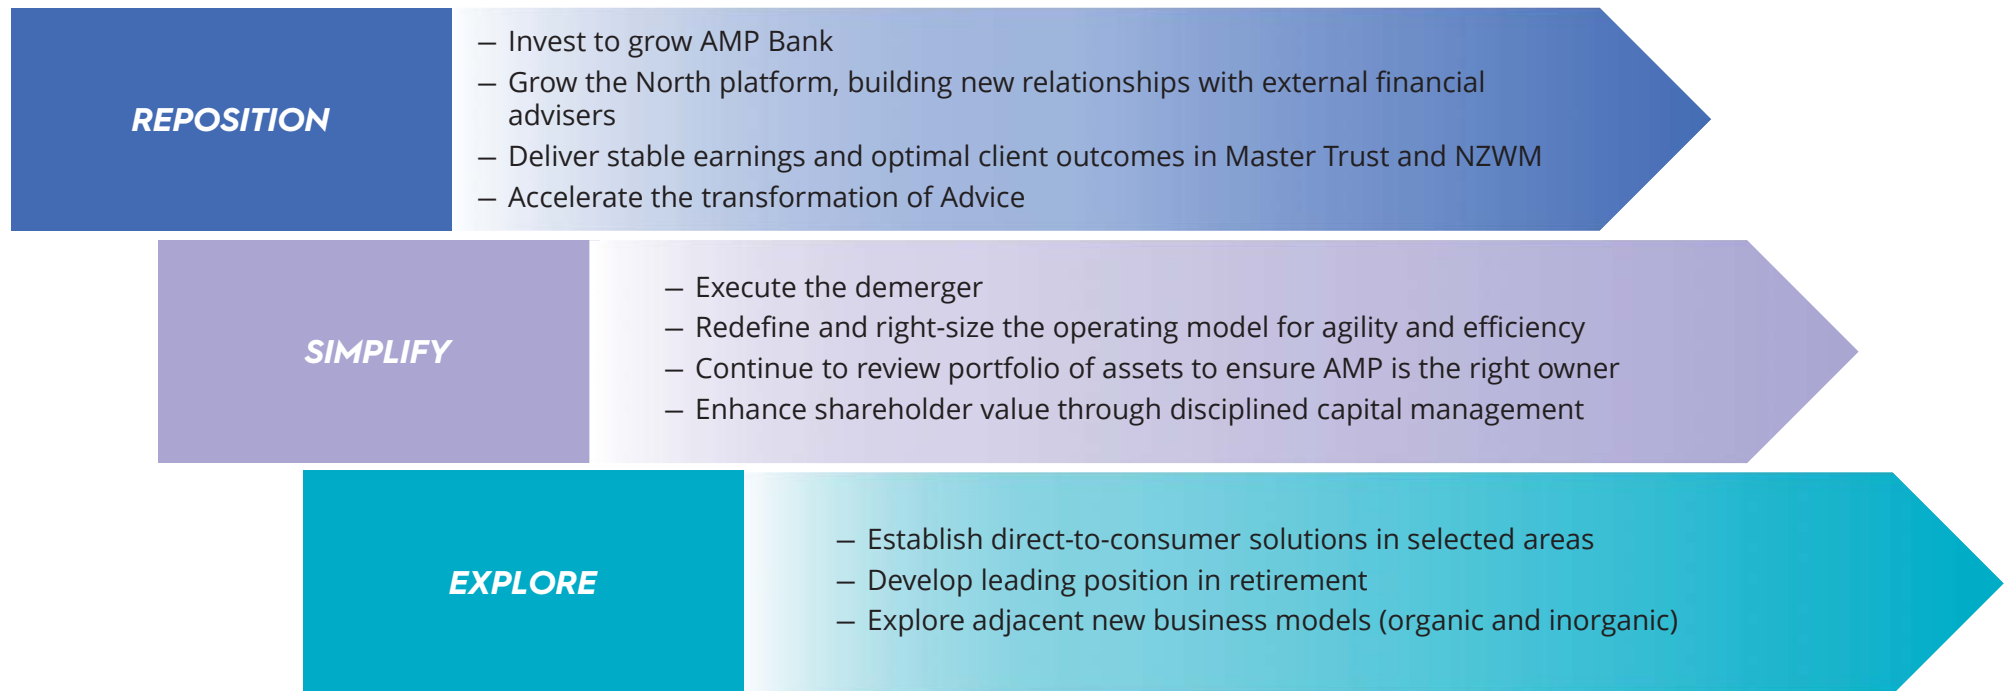 REPOSITION
— Invest to grow AMP Bank
— Grow the North platform, building new relationships with external financial
advisers
— Deliver stable earnings and optimal client outcomes in Master Trust and NZWM
— Accelerate the transformation of Advice
SIMPLIFY
— Execute the demerger
— Redefine and right-size the operating model for agility and efficiency
— Continue to review portfolio of assets to ensure AMP is the right owner
— Enhance shareholder value through disciplined capital management
EXPLORE
— Establish direct-to-consumer solutions in selected areas
— Develop leading position in retirement
— Explore adjacent new business models (organic and inorganic)